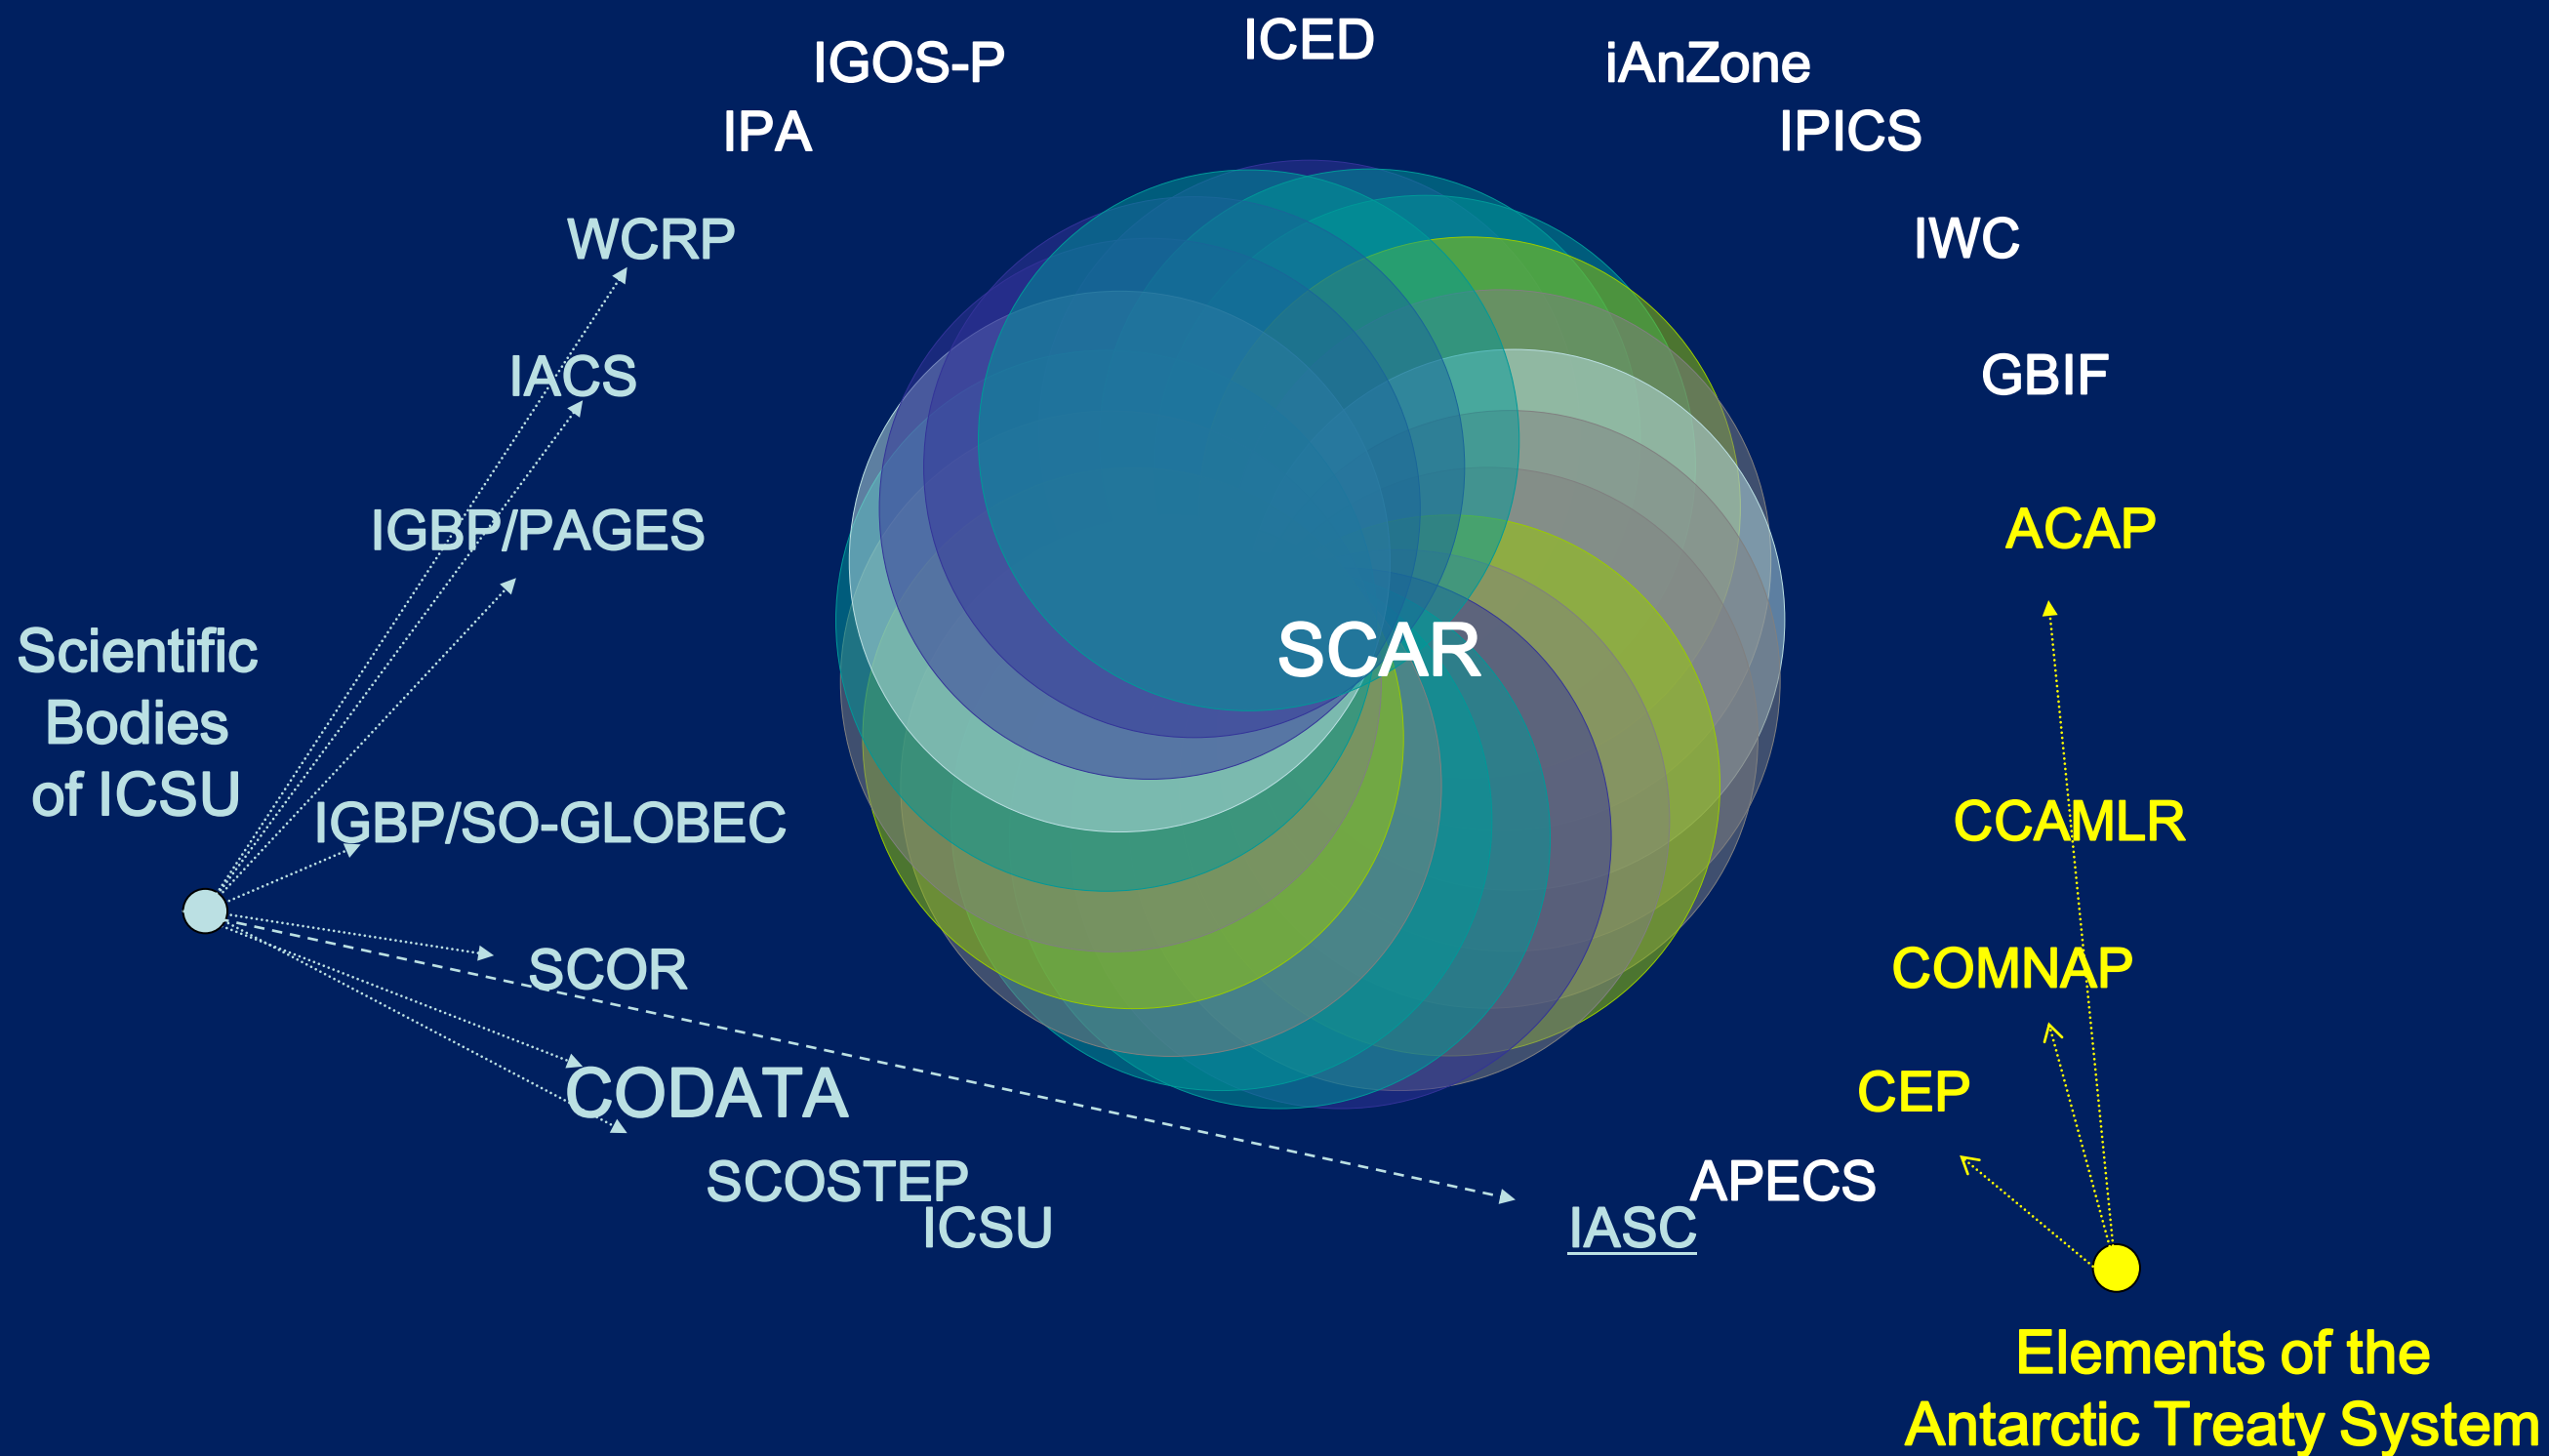 ICED
IGOS-P
iAnZone
IPA
IPICS
WCRP
IWC
IACS
GBIF
IGBP/PAGES
ACAP
Scientific
Bodies
of ICSU
SCAR
IGBP/SO-GLOBEC
CCAMLR
SCOR
COMNAP
CODATA
CEP
SCOSTEP
APECS
ICSU
IASC
Elements of the
Antarctic Treaty System